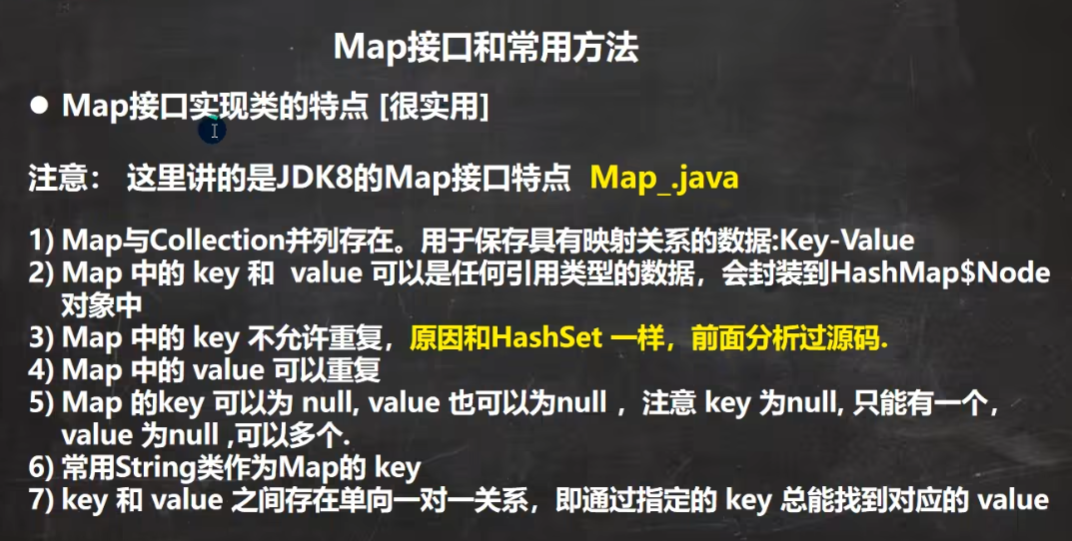 Map接口和常用方法
● Map接口实现类的特点 [很实用]
注意： 这里讲的是JDK8的Map接口特点 Map_.java
1) Map与Collection并列存在。用于保存具有映射关系的数据:Key-Value
2) Map 中的 key 和 value 可以是任何引用类型的数据，会封装到HashMap$Node
对象中
3) Map 中的 key 不允许重复，原因和HashSet 一样，前面分析过源码.
4) Map 中的 value 可以重复
5) Map 的key 可以为 null, value 也可以为null ，注意 key 为null, 只能有一个，
value 为null ,可以多个.
6) 常用String类作为Map的 key
7) key 和 value 之间存在单向一对一关系，即通过指定的 key 总能找到对应的 value